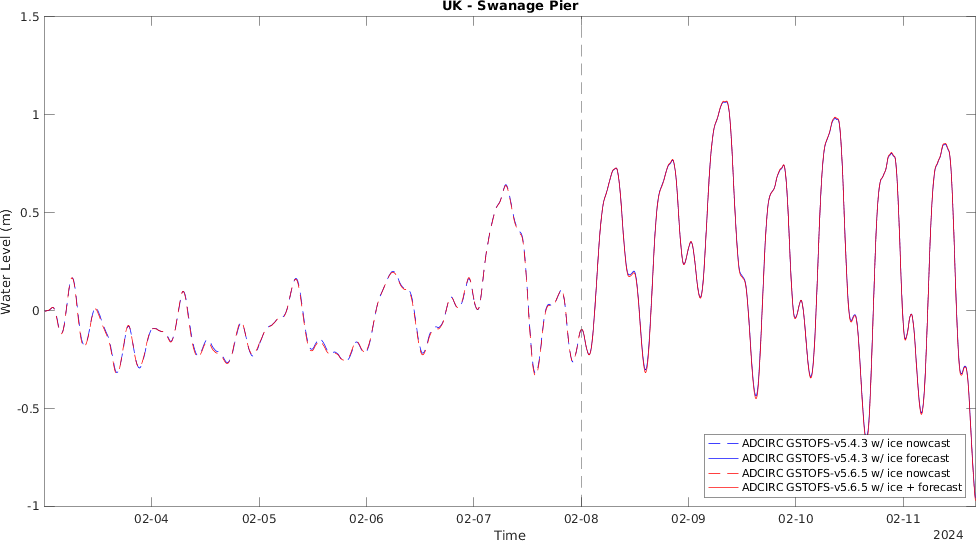 UK - Swanage Pier
1.5
1
0.5
0
-0.5
-1
Water Level (m)
02-04 02-05 02-06 02-07 02-08 02-09 02-10 02-11
Time
2024
ADCIRC GSTOFS-v5.4.3 w/ ice nowcast
ADCIRC GSTOFS-v5.4.3 w/ ice forecast
ADCIRC GSTOFS-v5.6.5 w/ ice nowcast
ADCIRC GSTOFS-v5.6.5 w/ ice + forecast